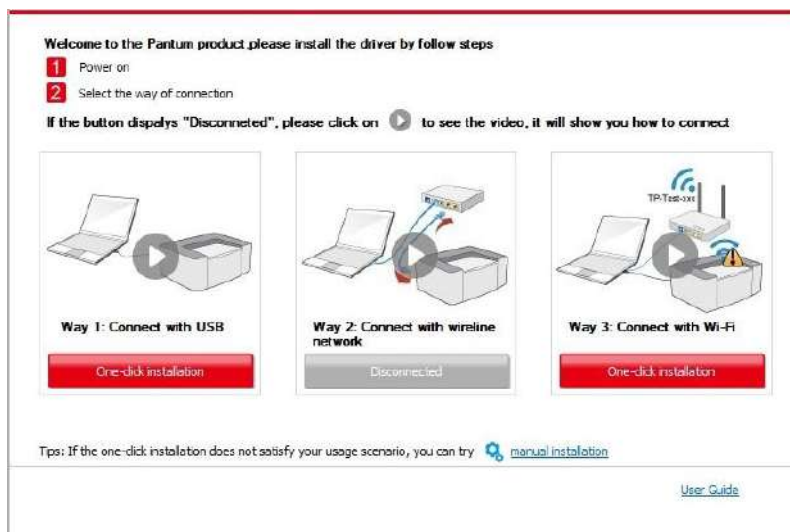 Welcome to the Pantum product,please install the driver by follow steps
1 Power on
2 Select the way of connection
If the button dispalys "Disconneted", please click on to see the video, it will show you how to connect
TP-Test-xxx
Way 1: Connect with USB
Way 2: Connect with wireline
network
Way 3: Connect with Wi-Fi
One-click installation
Disconnected
One-click installation
Tips: If the one-click installation does not satisfy your usage scenario, you can try manual installation
User Guide